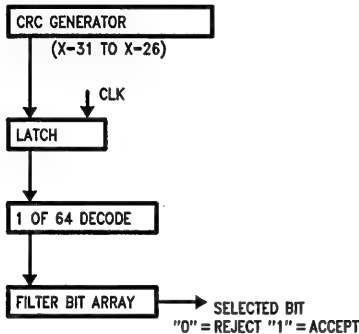 CRC GENERATOR
(X-31 TO X-26)
CLK
LATCH
1 OF 64 DECODE
FILTER BIT ARRAY
SELECTED BIT
"0" = REJECT "1" = ACCEPT